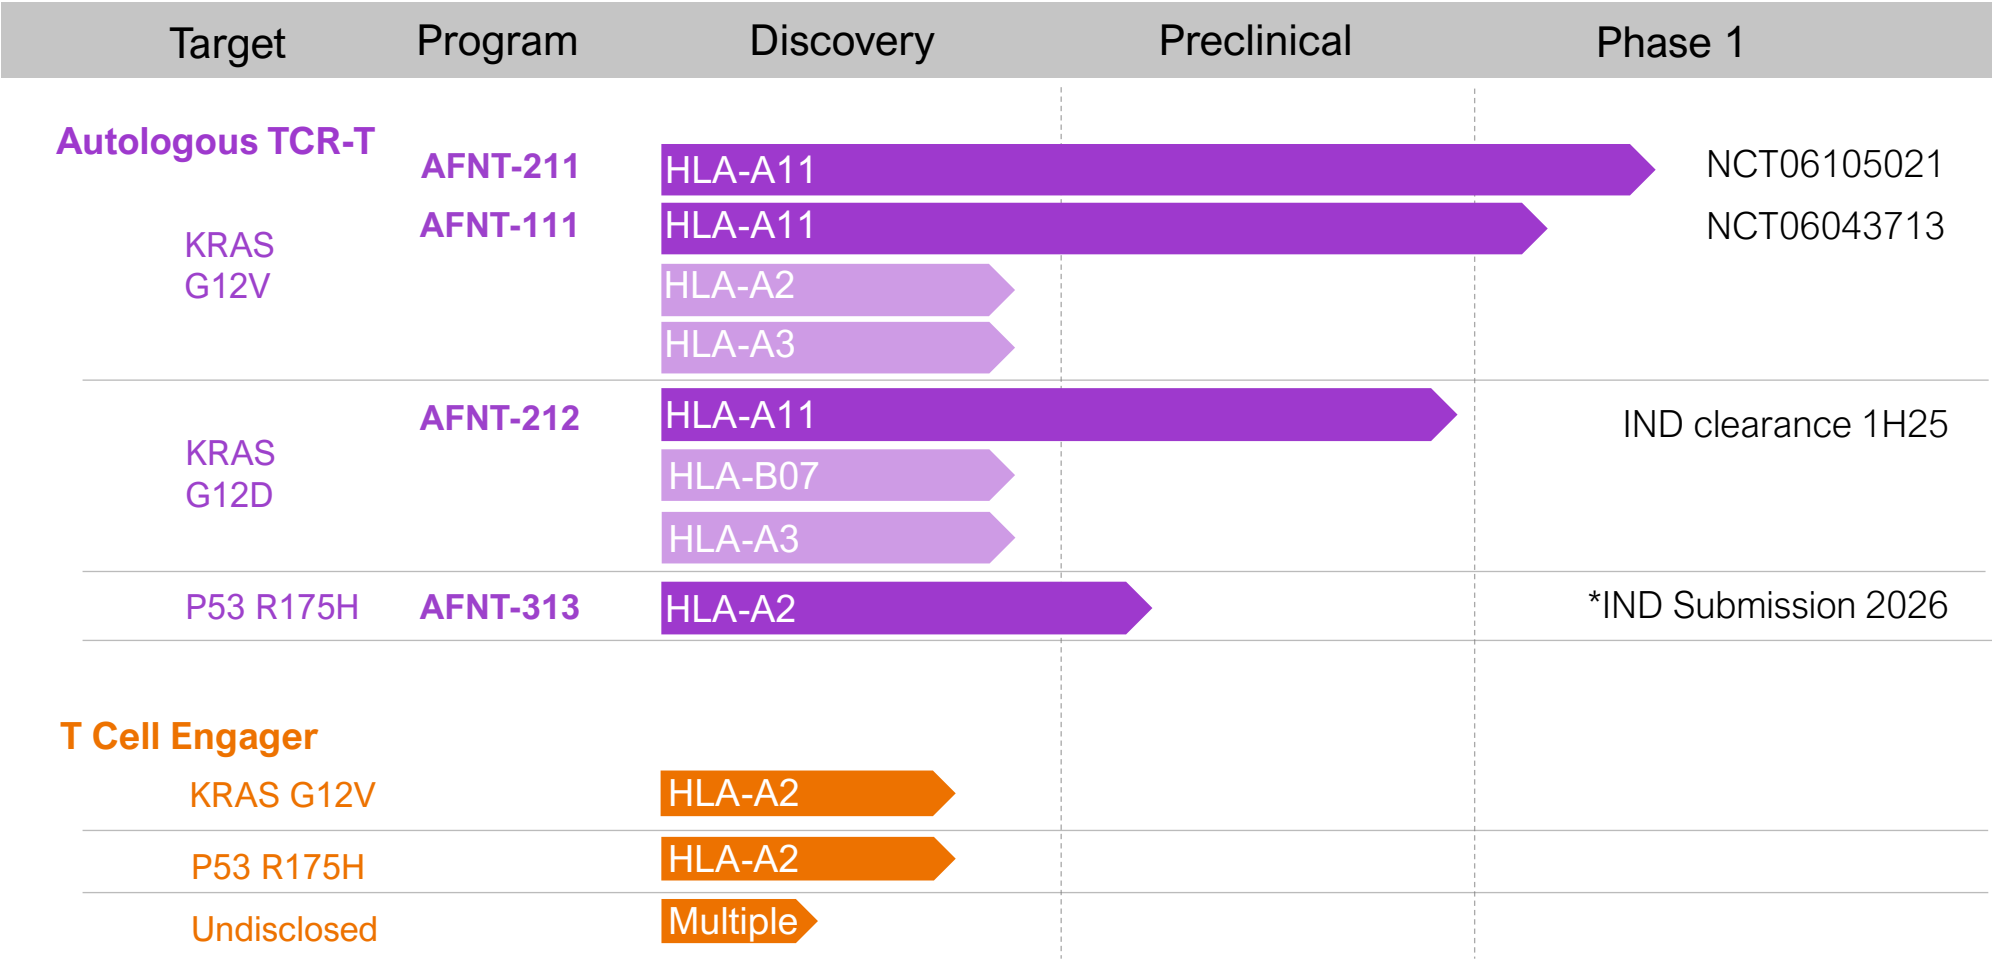 Target Program Discovery Preclinical Phase 1
Autologous TCR-T
AFNT-211 HLA-A11 NCT06105021
AFNT-111 HLA-A11 NCT06043713
KRAS
G12V
HLA-A2
HLA-A3
AFNT-212 HLA-A11 IND clearance 1H25
KRAS
G12D
HLA-B07
HLA-A3
P53 R175H AFNT-313 HLA-A2 *IND Submission 2026
T Cell Engager
KRAS G12V HLA-A2
P53 R175H HLA-A2
Undisclosed Multiple